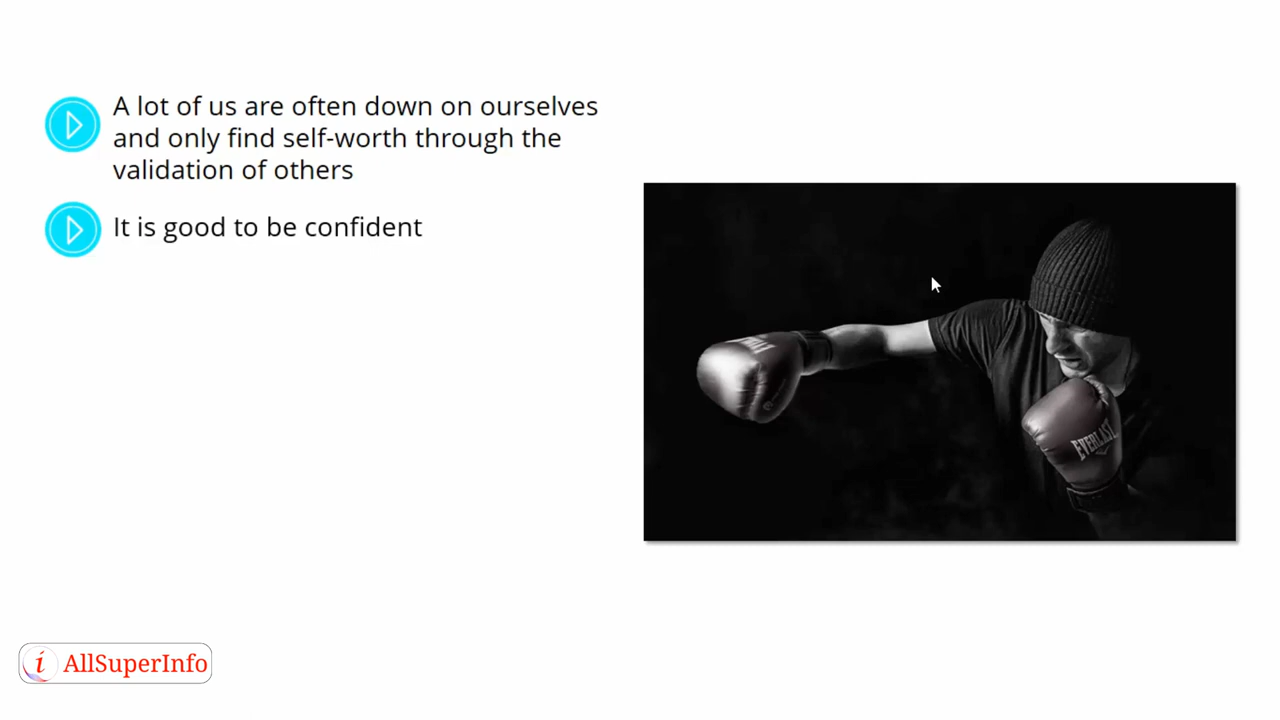 A lot of us are often down on ourselves
and only find self-worth through the
validation of others
It is good to be confident
EVERLAST
i AllSuperInfo